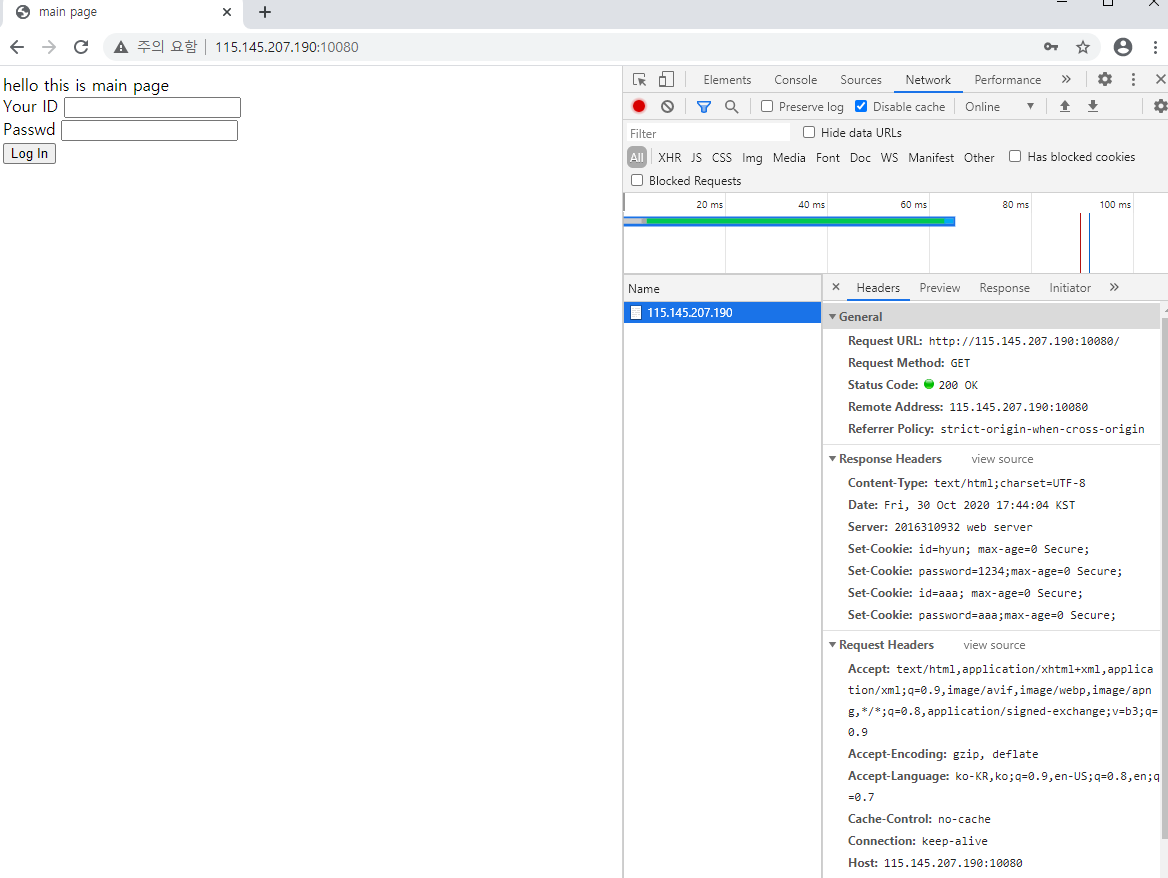 main page
주의 요함 115.145.207.190:10080
hello this is main page
Your ID
Passwd
Log In
Elements Console Sources Network Performance
Preserve log Disable cache Online
Filter Hide data URLs
All XHR JS CSS Img Media Font Doc WS Manifest Other Has blocked cookies
Blocked Requests
20 ms 40 ms 60 ms 80 ms 100 ms
Name
115.145.207.190
Headers Preview Response Initiator
General
Request URL: http://115.145.207.190:10080/
Request Method: GET
Status Code: 200 OK
Remote Address: 115.145.207.190:10080
Referrer Policy: strict-origin-when-cross-origin
Response Headers view source
Content-Type: text/html;charset=UTF-8
Date: Fri, 30 Oct 2020 17:44:04 KST
Server: 2016310932 web server
Set-Cookie: id=hyun; max-age=0 Secure;
Set-Cookie: password=1234;max-age=0 Secure;
Set-Cookie: id=aaa; max-age=0 Secure;
Set-Cookie: password=aaa;max-age=0 Secure;
Request Headers view source
Accept: text/html,application/xhtml+xml,applica
tion/xml;q=0.9,image/avif,image/webp,image/apn
g,*/*;q=0.8,application/signed-exchange;v=b3;q=
0.9
Accept-Encoding: gzip, deflate
Accept-Language: ko-KR,ko;q=0.9,en-US;q=0.8,en;q
=0.7
Cache-Control: no-cache
Connection: keep-alive
Host: 115.145.207.190:10080